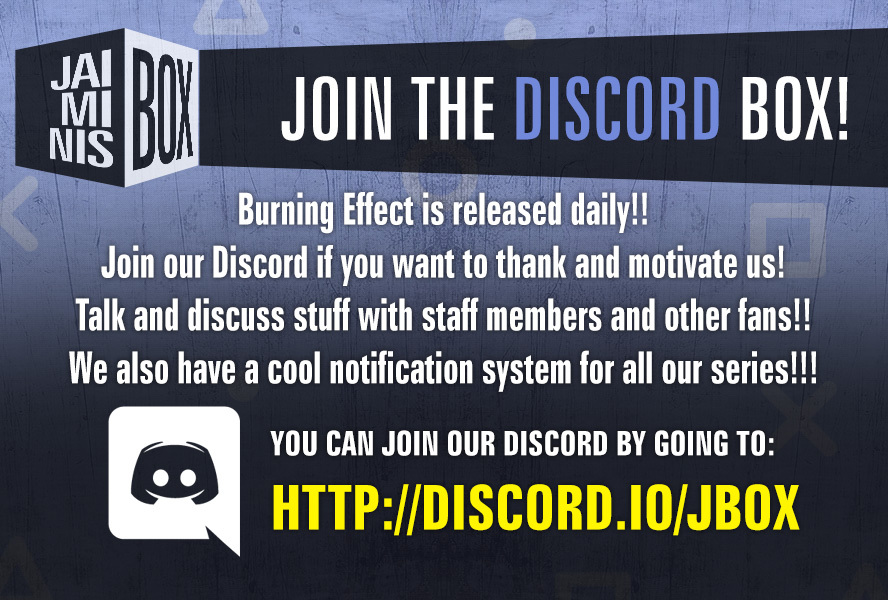 JAI
MI
NIS
BOX
JOIN THE DISCORD BOX!
Burning Effect is released daily!!
Join our Discord if you want to thank and motivate us!
Talk and discuss stuff with staff members and other fans!!
We also have a cool notification system for all our series!!!
YOU CAN JOIN OUR DISCORD BY GOING TO:
HTTP://DISCORD.IO/JBOX